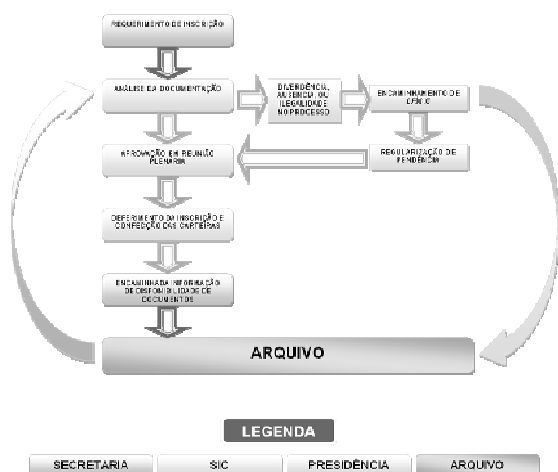 REQUERIMENTO DE INSCRIÇÃO
ANÁLISE DA DOCUMENTAÇÃO
DIVERGÊNCIA,
AUSENCIA, OU
ILEGALIDADE
NO PROCESSO
ENCAMINHAMENTO DE
OFÍCIO
APROVAÇÃO EM REUNIÃO
PLENARIA
REGULARIZAÇÃO DE
PENDÊNCIA
DEFERIMENTO DA INSCRIÇÃO E
CONFECÇÃO DAS CARTEIRAS
ENCAMINHADA INFORMAÇÃO
DE DISPONIBILIDADE DE
DOCUMENTOS
ARQUIVO
LEGENDA
SECRETARIA
SIC
PRESIDÊNCIA
ARQUIVO